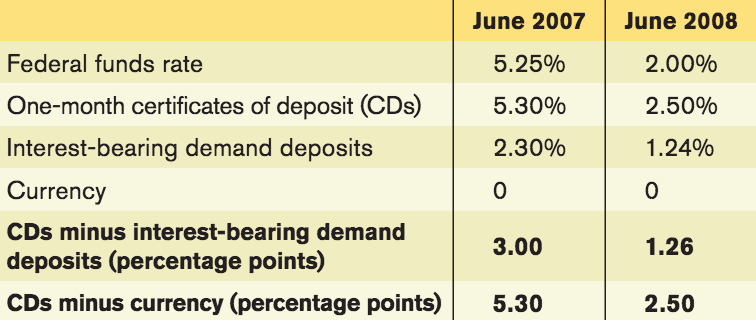 June 2007 June 2008
Federal funds rate 5.25% 2.00%
One-month certificates of deposit (CDs) 5.30% 2.50%
Interest-bearing demand deposits 2.30% 1.24%
Currency 0 0
CDs minus interest-bearing demand
deposits (percentage points) 3.00 1.26
CDs minus currency (percentage points) 5.30 2.50